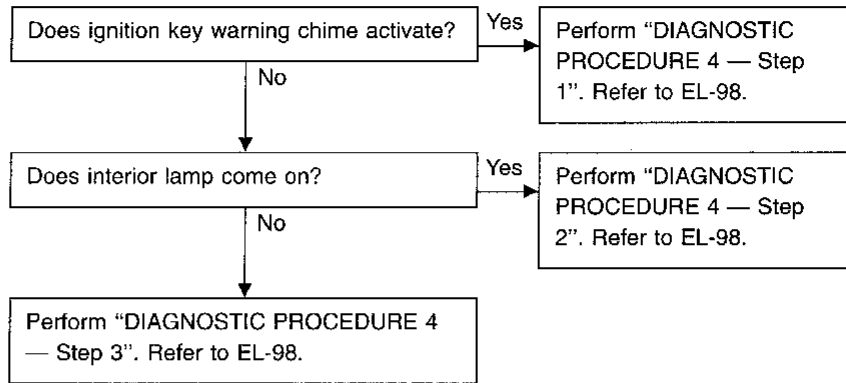 Does ignition key warning chime activate?
Yes
Perform “DIAGNOSTIC
PROCEDURE 4 — Step
1”. Refer to EL-98.
No
Does interior lamp come on?
Yes
Perform “DIAGNOSTIC
PROCEDURE 4 — Step
2”. Refer to EL-98.
No
Perform “DIAGNOSTIC PROCEDURE 4
— Step 3”. Refer to EL-98.